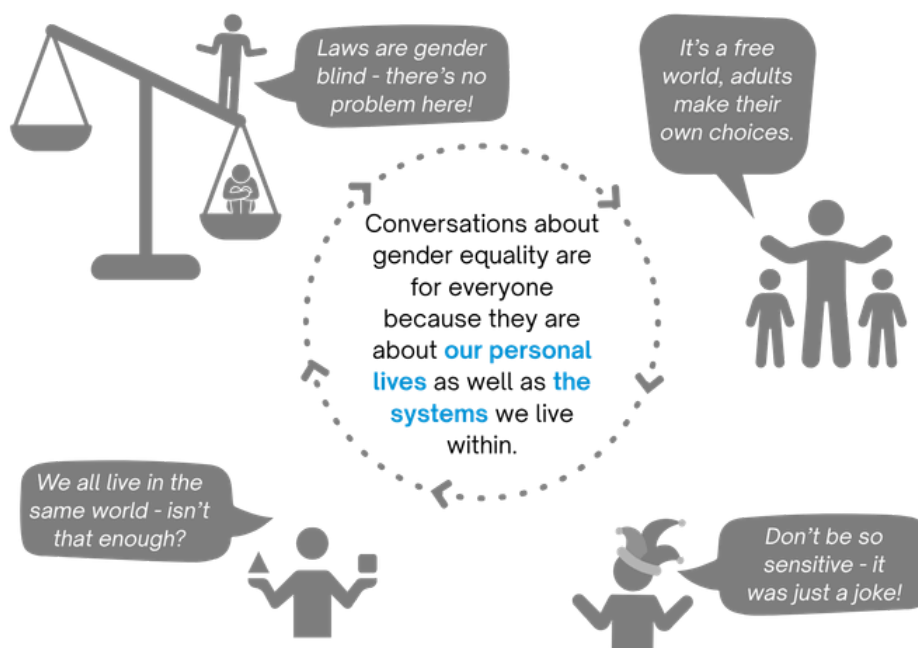 Laws are gender
blind - there's no
problem here!
It's a free
world, adults
make their
own choices.
Conversations about
gender equality are
for everyone
because they are
about our personal
lives as well as the
systems we live
within.
We all live in the
same world - isn't
that enough?
Don't be so
sensitive - it
was just a joke!